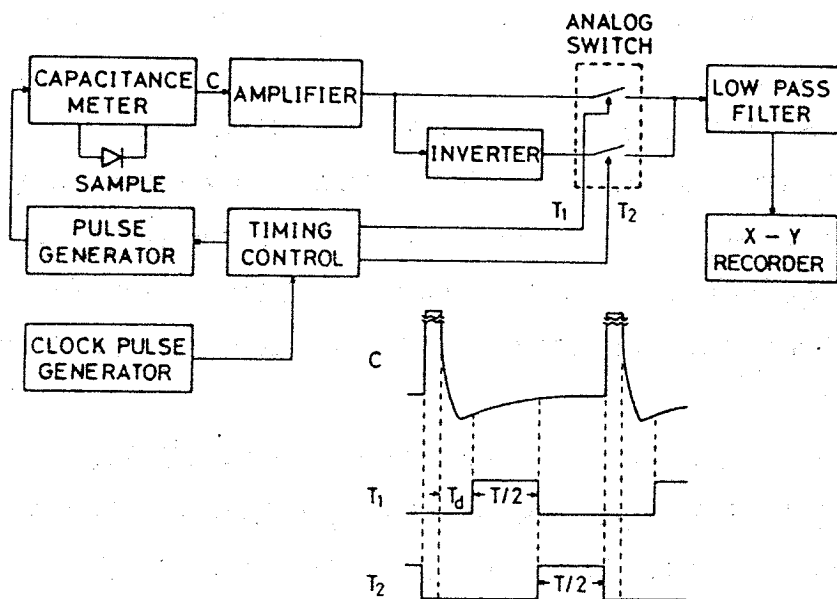 ANALOG
SWITCH
CAPACITANCE
METER
C
AMPLIFIER
LOW PASS
FILTER
INVERTER
SAMPLE
T1
T2
PULSE
GENERATOR
TIMING
CONTROL
X - Y
RECORDER
CLOCK PULSE
GENERATOR
C
T1
Td
T/2
T2
T/2